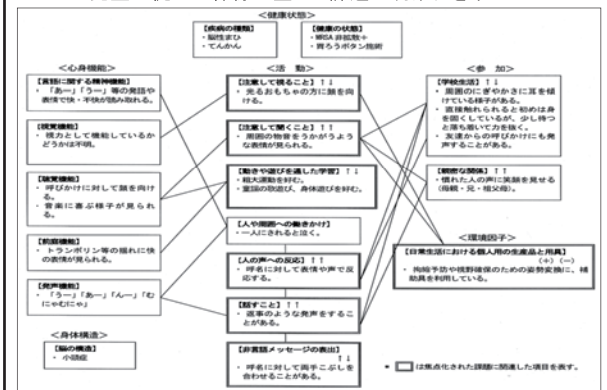 <健康状態>
【疾病の種類】
・脳性まひ
・てんかん
【健康の状態】
・MRSA 非拡散+
・胃ろうボタン施術
<心身機能>
【言語に関する精神機能】
・「あー」「うー」等の発語や
表情で快・不快が読み取れる。
【視覚機能】
・視力として機能しているか
どうかは不明。
【聴覚機能】
・呼びかけに対して顔を向け
る。
・音楽に喜ぶ様子が見られ
る。
【前庭機能】
・トランポリン等の揺れに快
の表情が見られる。
【発声機能】
・「うー」「あー」「んー」「む
にゃむにゃ」
<身体構造>
【脳の構造】
・小頭症
<活 動>
【注意して視ること】↑↓
・光るおもちゃの方に顔を向
ける。
【注意して聞くこと】↑↑
・周囲の物音をうかがうよう
な表情が見られる。
【動きや遊びを通した学習】↑↓
・粗大運動を好む。
・童謡の歌遊び、身体遊びを好む。
【人や周囲への働きかけ】
・一人にされると泣く。
【人の声への反応】↑↑
・呼名に対して表情や声で反
応する。
【話すこと】↑↑
・返事のような発声をするこ
とがある。
【非言語メッセージの表出】
↑↓
・呼名に対して両手こぶしを
合わせることがある。
<参 加>
【学校生活】↑↓
・周囲のにぎやかさに耳を傾
けている様子がある。
・直接触れられると初めは身
を固くしているが、少し待つ
と落ち着いて力を抜く。
・友達からの呼びかけにも発
声することがある。
【親密な関係】↑↑
・慣れた人の声に笑顔を見せる
(母親・兄・祖父母)。
<環境因子>
【日常生活における個人用の生産品と用具】
(+)(-)
・拘縮予防や視野確保のための姿勢変換に、補
助具を利用している。
* は焦点化された課題に関連した項目を表す。